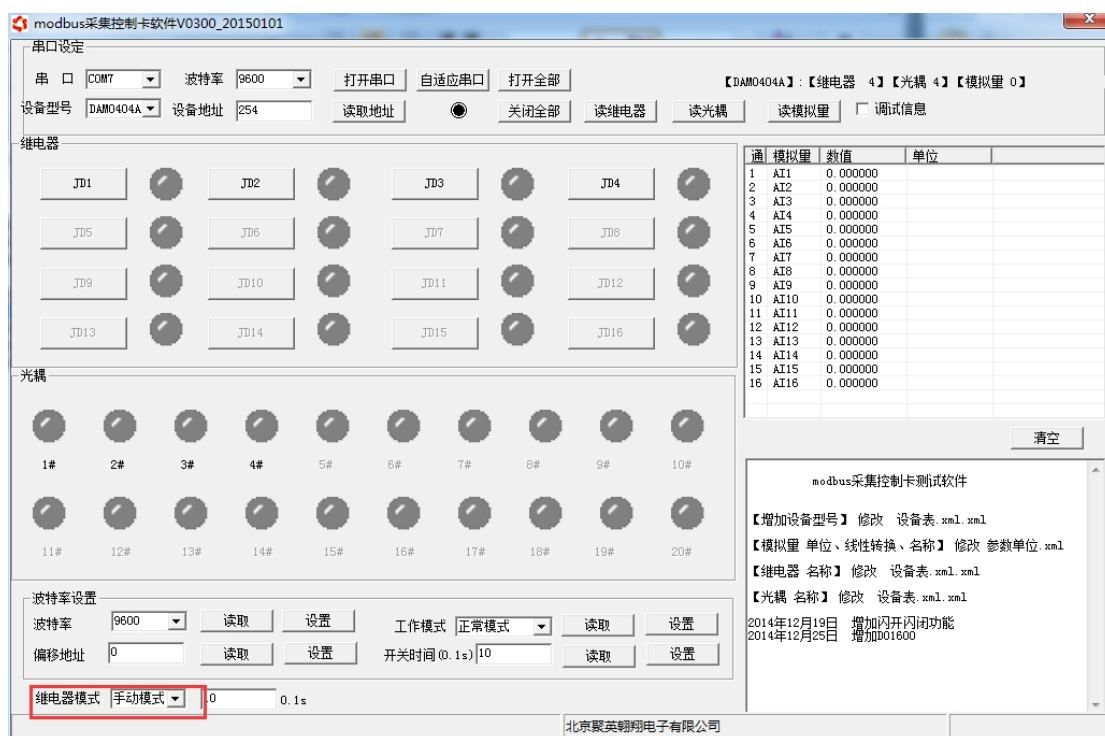 modbus采集控制卡软件V0300_20150101
串口设定
串 口 COM7 波特率 9600 打开串口 自适应串口 打开全部 【DAM0404A】:【继电器 4】【光耦 4】【模拟量 0】
设备型号 DAM0404A 设备地址 254 读取地址 关闭全部 读继电器 读光耦 读模拟量 调试信息
继电器
JD1 JD2 JD3 JD4
JD5 JD6 JD7 JD8
JD9 JD10 JD11 JD12
JD13 JD14 JD15 JD16
通 模拟量 数值 单位
1 AI1 0.000000
2 AI2 0.000000
3 AI3 0.000000
4 AI4 0.000000
5 AI5 0.000000
6 AI6 0.000000
7 AI7 0.000000
8 AI8 0.000000
9 AI9 0.000000
10 AI10 0.000000
11 AI11 0.000000
12 AI12 0.000000
13 AI13 0.000000
14 AI14 0.000000
15 AI15 0.000000
16 AI16 0.000000
清空
光耦
1# 2# 3# 4# 5# 6# 7# 8# 9# 10#
11# 12# 13# 14# 15# 16# 17# 18# 19# 20#
modbus采集控制卡测试软件
【增加设备型号】 修改 设备表.xml.xml
【模拟量 单位、线性转换、名称】 修改 参数单位.xml
【继电器 名称】 修改 设备表.xml.xml
【光耦 名称】 修改 设备表.xml.xml
2014年12月19日 增加闪开闪闭功能
2014年12月25日 增加DO1600
波特率设置
波特率 9600 读取 设置 工作模式 正常模式 读取 设置
偏移地址 0 读取 设置 开关时间(0.1s) 10 读取 设置
继电器模式 手动模式 10 0.1s
北京聚英翱翔电子有限公司